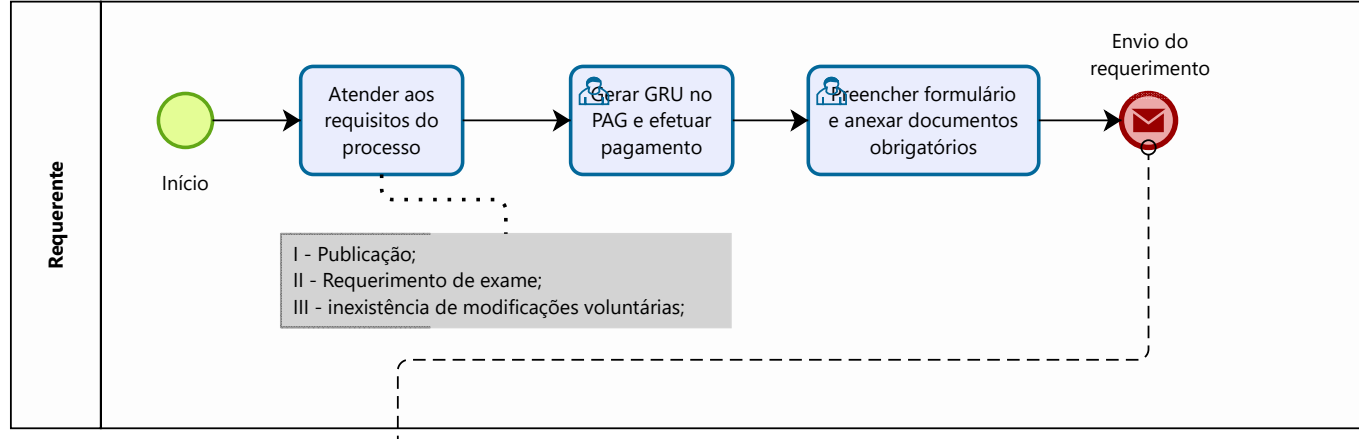 Requerente
Início
Atender aos
requisitos do
processo
Gerar GRU no
PAG e efetuar
pagamento
Preencher formulário
e anexar documentos
obrigatórios
Envio do
requerimento
I - Publicação;
II - Requerimento de exame;
III - inexistência de modificações voluntárias;